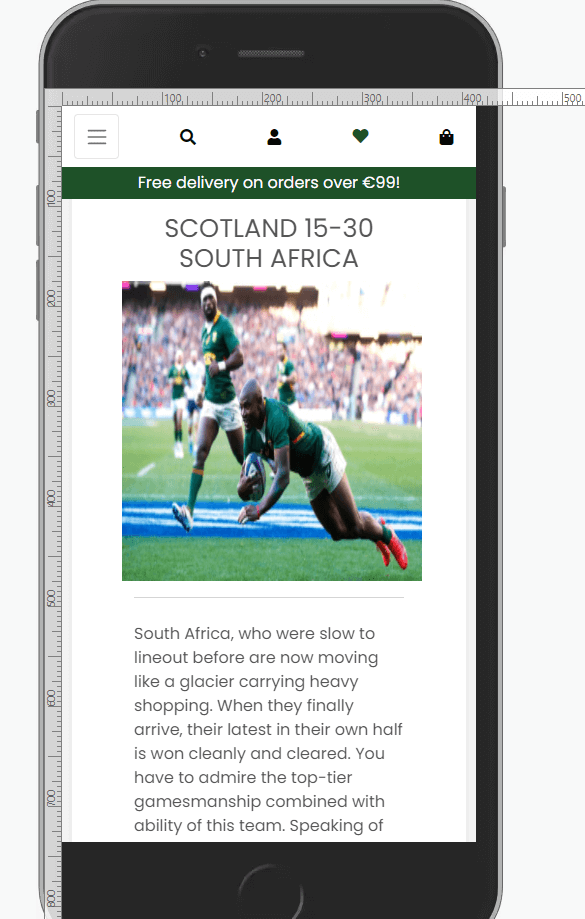 100 200 300 400 500
100
200
300
400
500
600
700
800
Free delivery on orders over €99!
SCOTLAND 15-30
SOUTH AFRICA
South Africa, who were slow to
lineout before are now moving
like a glacier carrying heavy
shopping. When they finally
arrive, their latest in their own half
is won cleanly and cleared. You
have to admire the top-tier
gamesmanship combined with
ability of this team. Speaking of